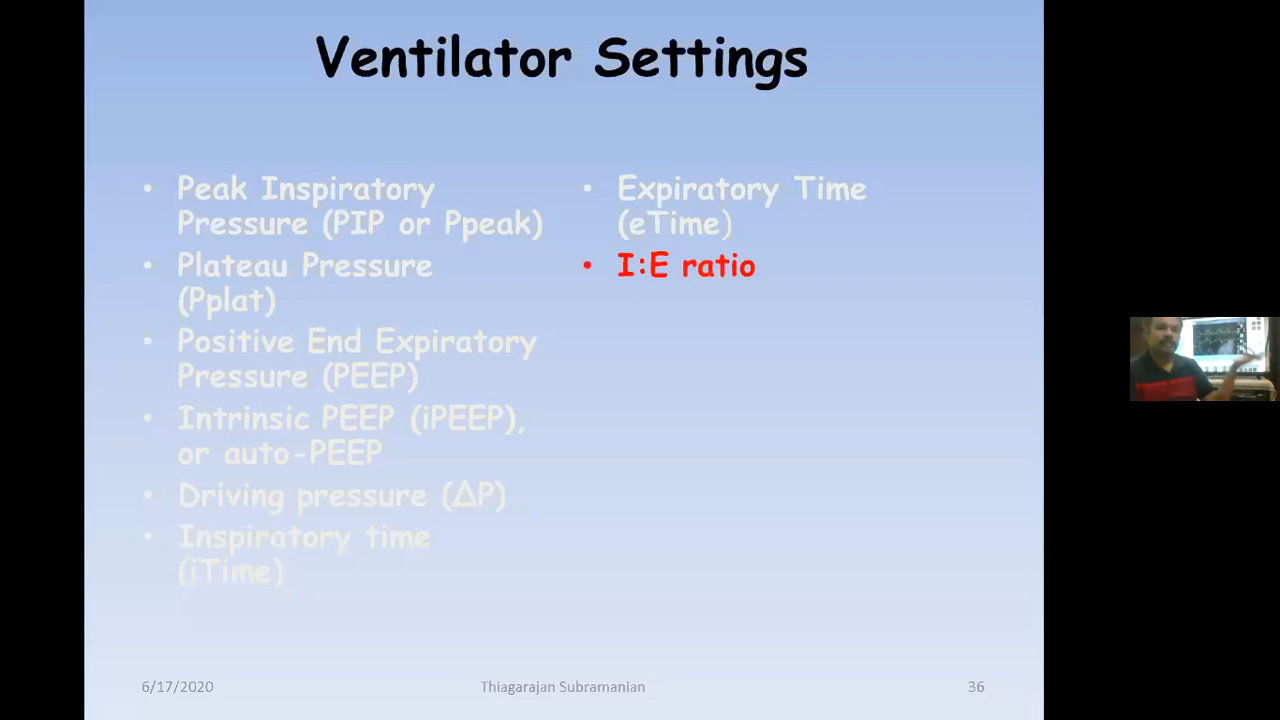 Ventilator Settings
• Peak Inspiratory
Pressure (PIP or Ppeak)
• Plateau Pressure
(Pplat)
• Positive End Expiratory
Pressure (PEEP)
• Intrinsic PEEP (iPEEP),
or auto-PEEP
• Driving pressure (ΔP)
• Inspiratory time
(iTime)
• Expiratory Time
(eTime)
• I:E ratio
6/17/2020
Thiagarajan Subramanian
36